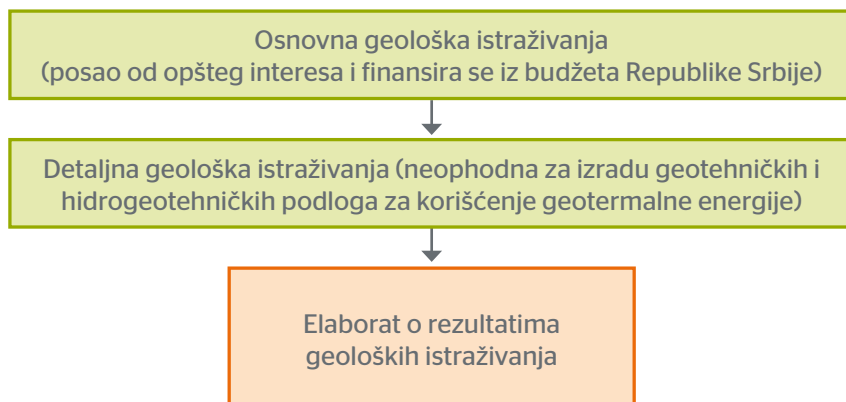 Osnovna geološka istraživanja
(posao od opšteg interesa i finansira se iz budžeta Republike Srbije)
Detaljna geološka istraživanja (neophodna za izradu geotehničkih i
hidrogeotehničkih podloga za korišćenje geotermalne energije)
Elaborat o rezultatima
geoloških istraživanja